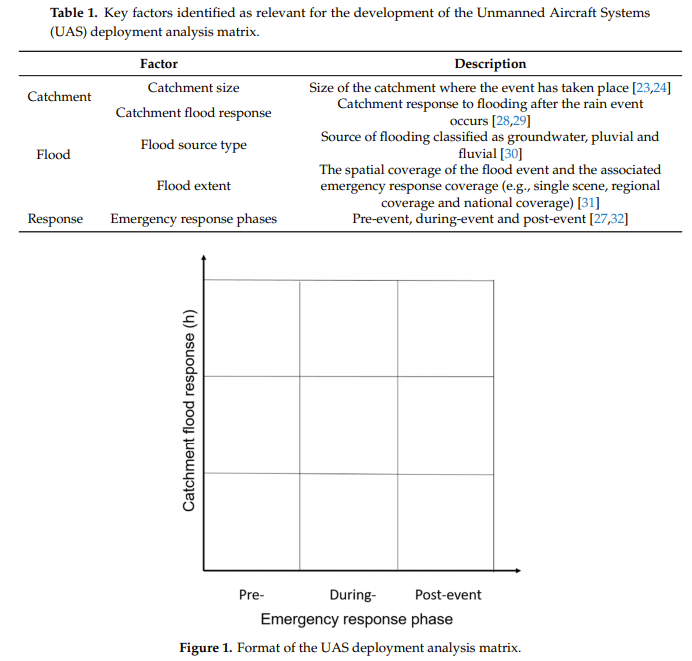 Table 1. Key factors identified as relevant for the development of the Unmanned Aircraft Systems
(UAS) deployment analysis matrix.
Factor Description
Catchment
Catchment size Size of the catchment where the event has taken place [23,24]
Catchment flood response Catchment response to flooding after the rain event
occurs [28,29]
Flood
Flood source type Source of flooding classified as groundwater, pluvial and
fluvial [30]
Flood extent The spatial coverage of the flood event and the associated
emergency response coverage (e.g., single scene, regional
coverage and national coverage) [31]
Response Emergency response phases Pre-event, during-event and post-event [27,32]
Catchment flood response (h)
Pre- During- Post-event
Emergency response phase
Figure 1. Format of the UAS deployment analysis matrix.